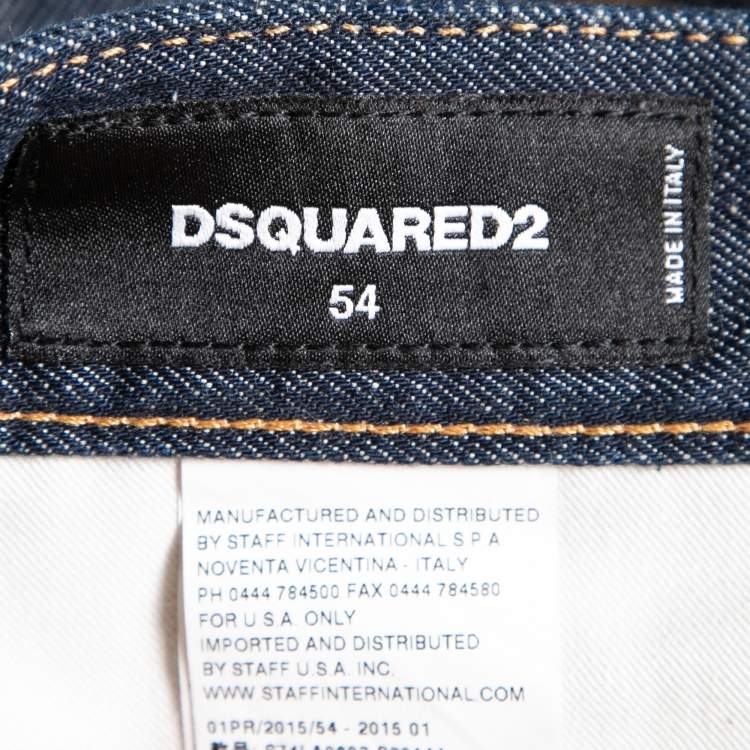 DSQUARED2
54
MADE IN ITALY
MANUFACTURED AND DISTRIBUTED
BY STAFF INTERNATIONAL S P A
NOVENTA VICENTINA - ITALY
PH 0444 784500 FAX 0444 784580
FOR U.S.A. ONLY
IMPORTED AND DISTRIBUTED
BY STAFF U.S.A. INC.
WWW.STAFFINTERNATIONAL.COM
01PR/2015/54 - 2015 01